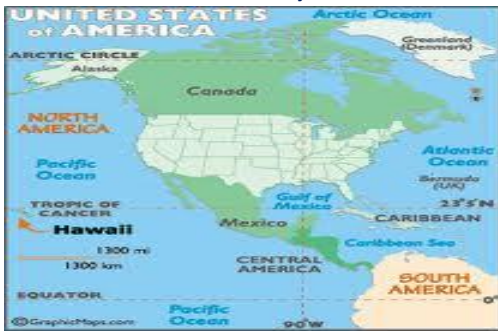 UNITED STATES
of AMERICA
Arctic Ocean
Greenland
(Denmark)
ARCTIC CIRCLE
Alaska
Canada
NORTH
AMERICA
Pacific
Ocean
Atlantic
Ocean
Bermuda
(UK)
TROPIC OF
CANCER
Gulf of
Mexico
23°5'N
CARIBBEAN
Hawaii
Mexico
Caribbean Sea
1300 mi
1300 km
CENTRAL
AMERICA
SOUTH
AMERICA
EQUATOR
0°
Pacific
Ocean
©GraphicMaps.com
90°W